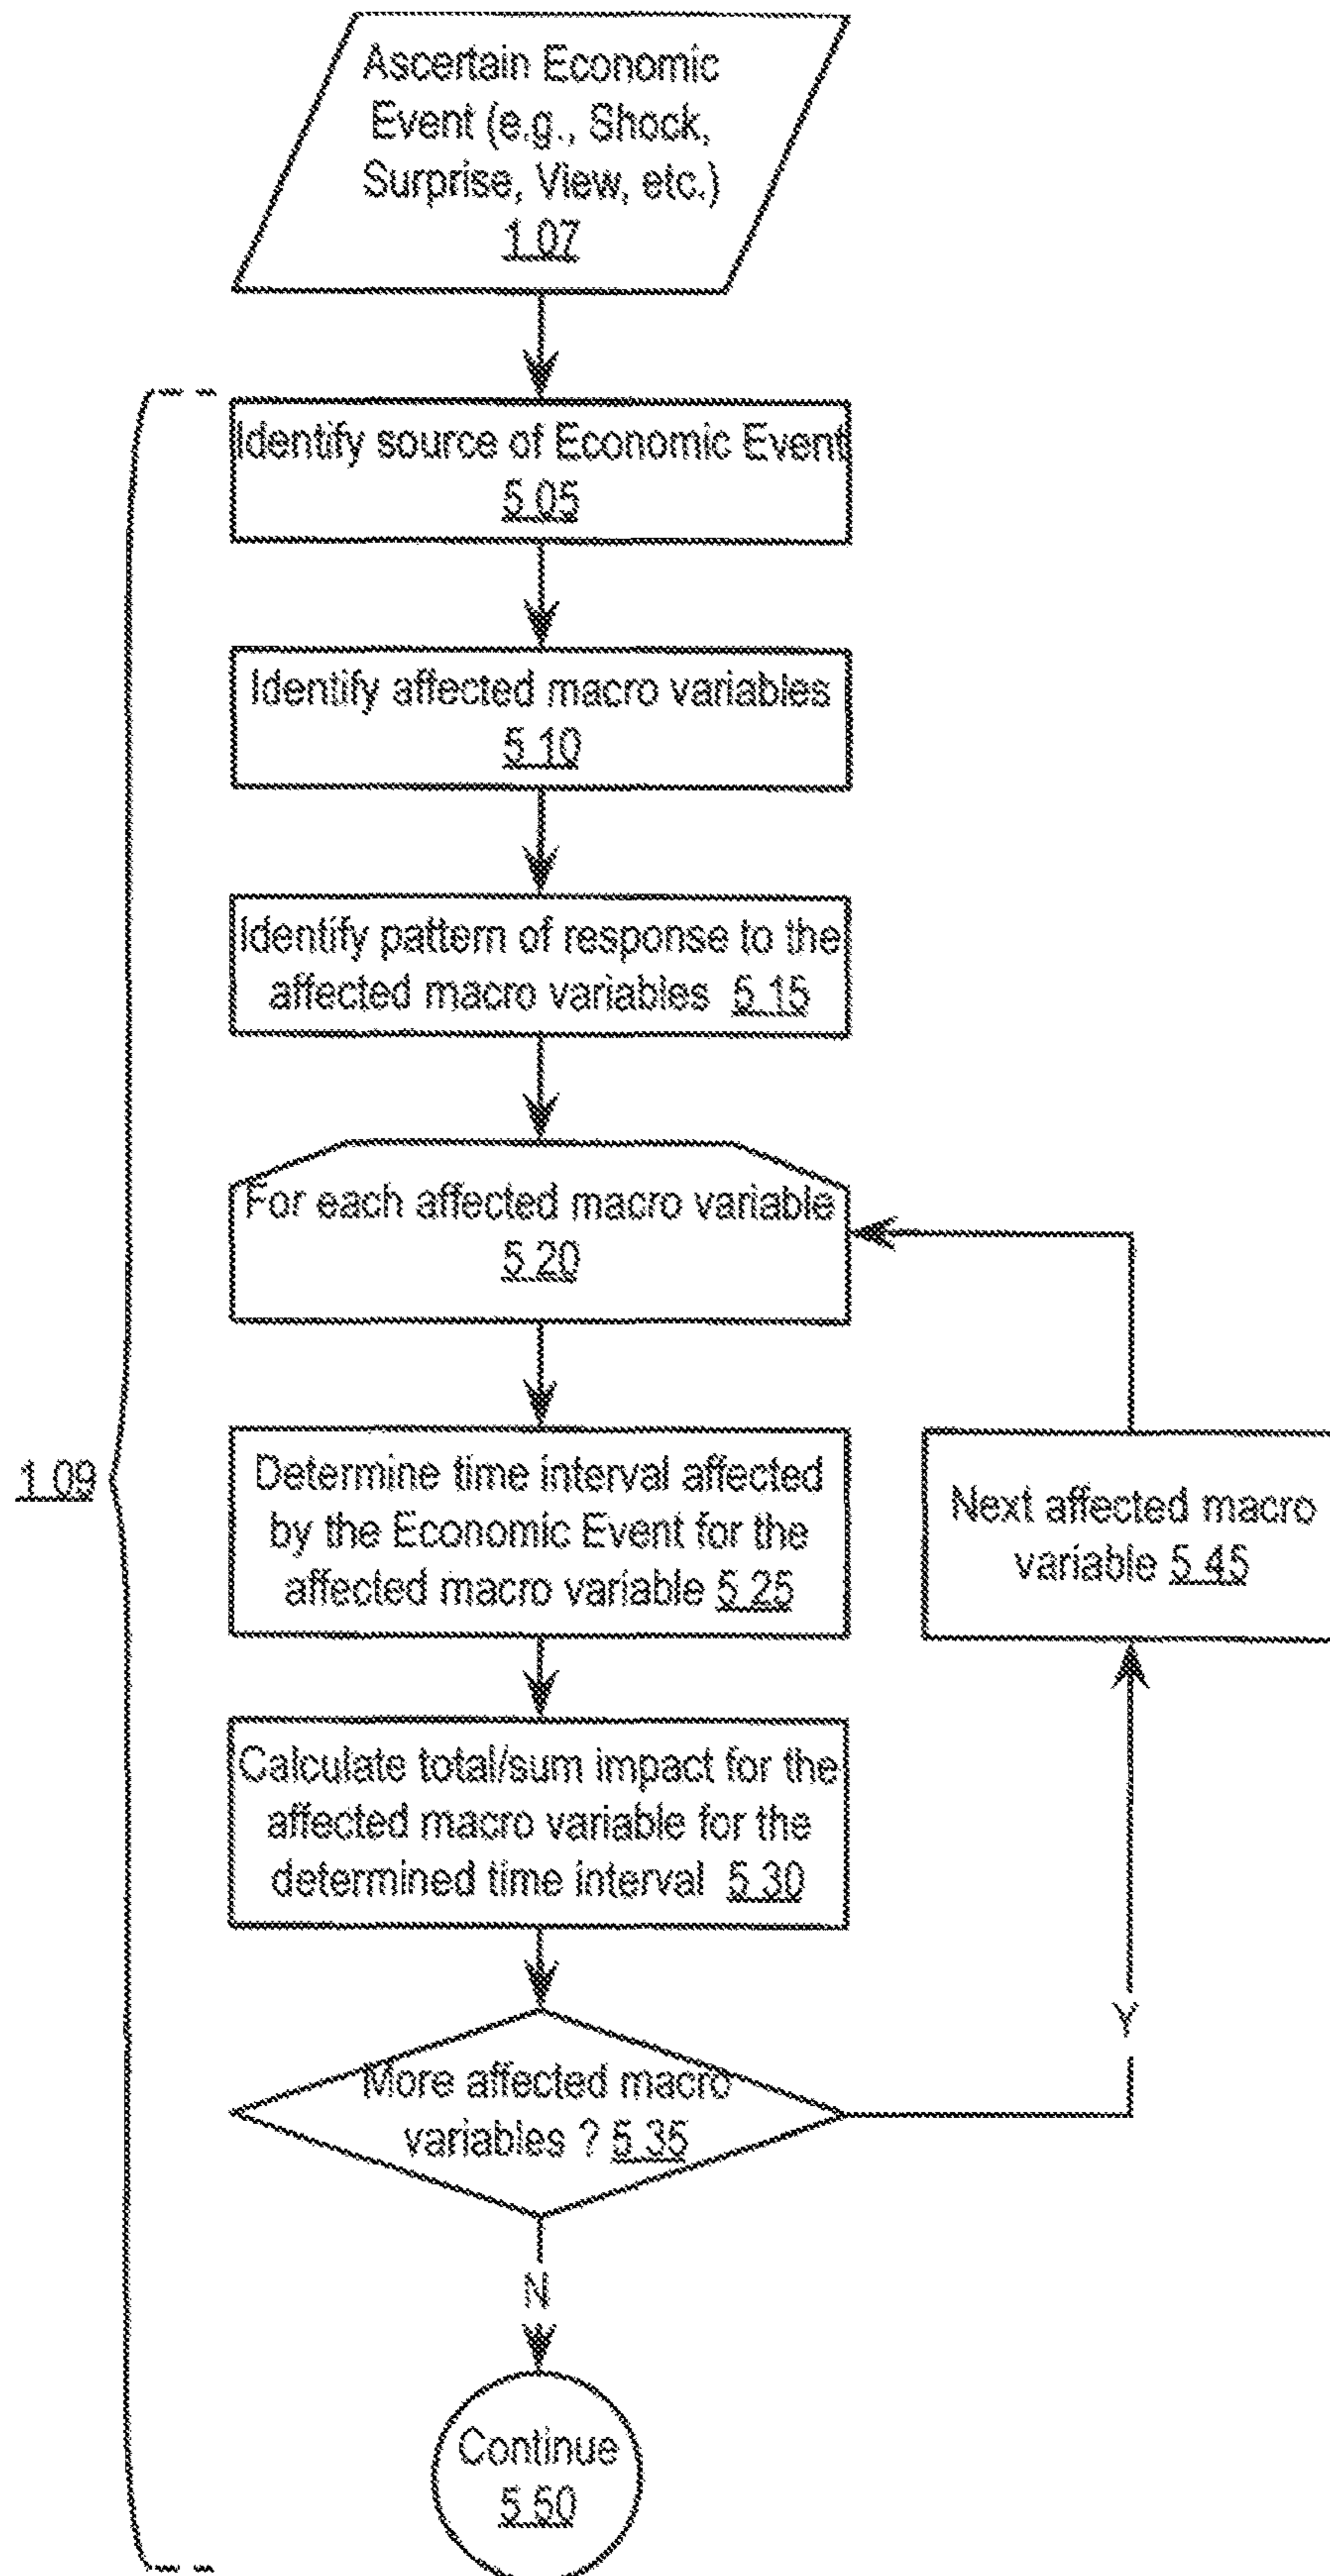 Ascertain Economic
Event (e.g., Shock,
Surprise, View, etc.)
1.07
Identify source of Economic Event
5.05
Identify affected macro variables
5.10
Identify pattern of response to the
affected macro variables 5.15
For each affected macro variable
5.20
1.09
Determine time interval affected
by the Economic Event for the
affected macro variable 5.25
Next affected macro
variable 5.45
Calculate total/sum impact for the
affected macro variable for the
determined time interval 5.30
Y
More affected macro
variables ? 5.35
N
Continue
5.50